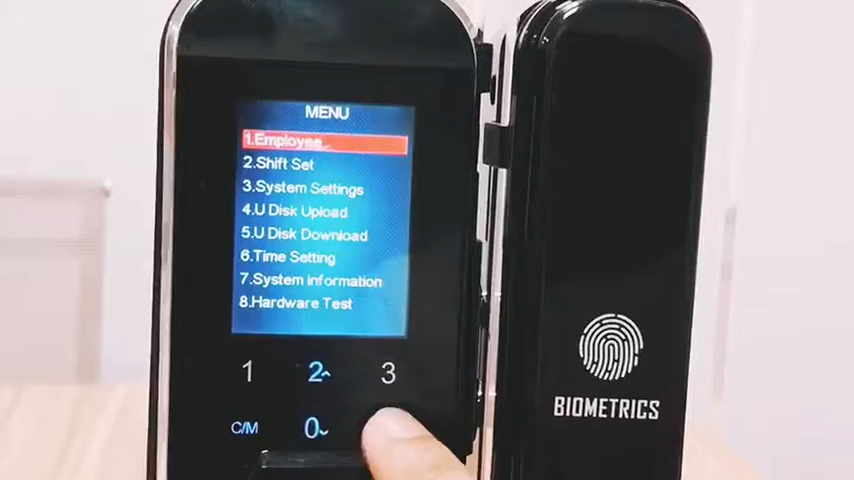 MENU
1.Employee
2.Shift Set
3.System Settings
4.U Disk Upload
5.U Disk Download
6.Time Setting
7.System information
8.Hardware Test
1 2 3
C/M 0
BIOMETRICS